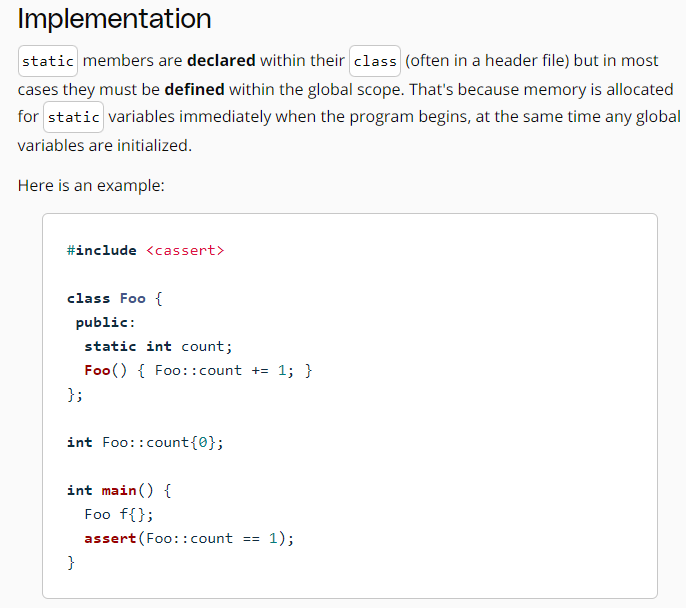 Implementation
static members are declared within their class (often in a header file) but in most
cases they must be defined within the global scope. That's because memory is allocated
for static variables immediately when the program begins, at the same time any global
variables are initialized.
Here is an example:
#include <cassert>
class Foo {
 public:
  static int count;
  Foo() { Foo::count += 1; }
};
int Foo::count{0};
int main() {
  Foo f{};
  assert(Foo::count == 1);
}